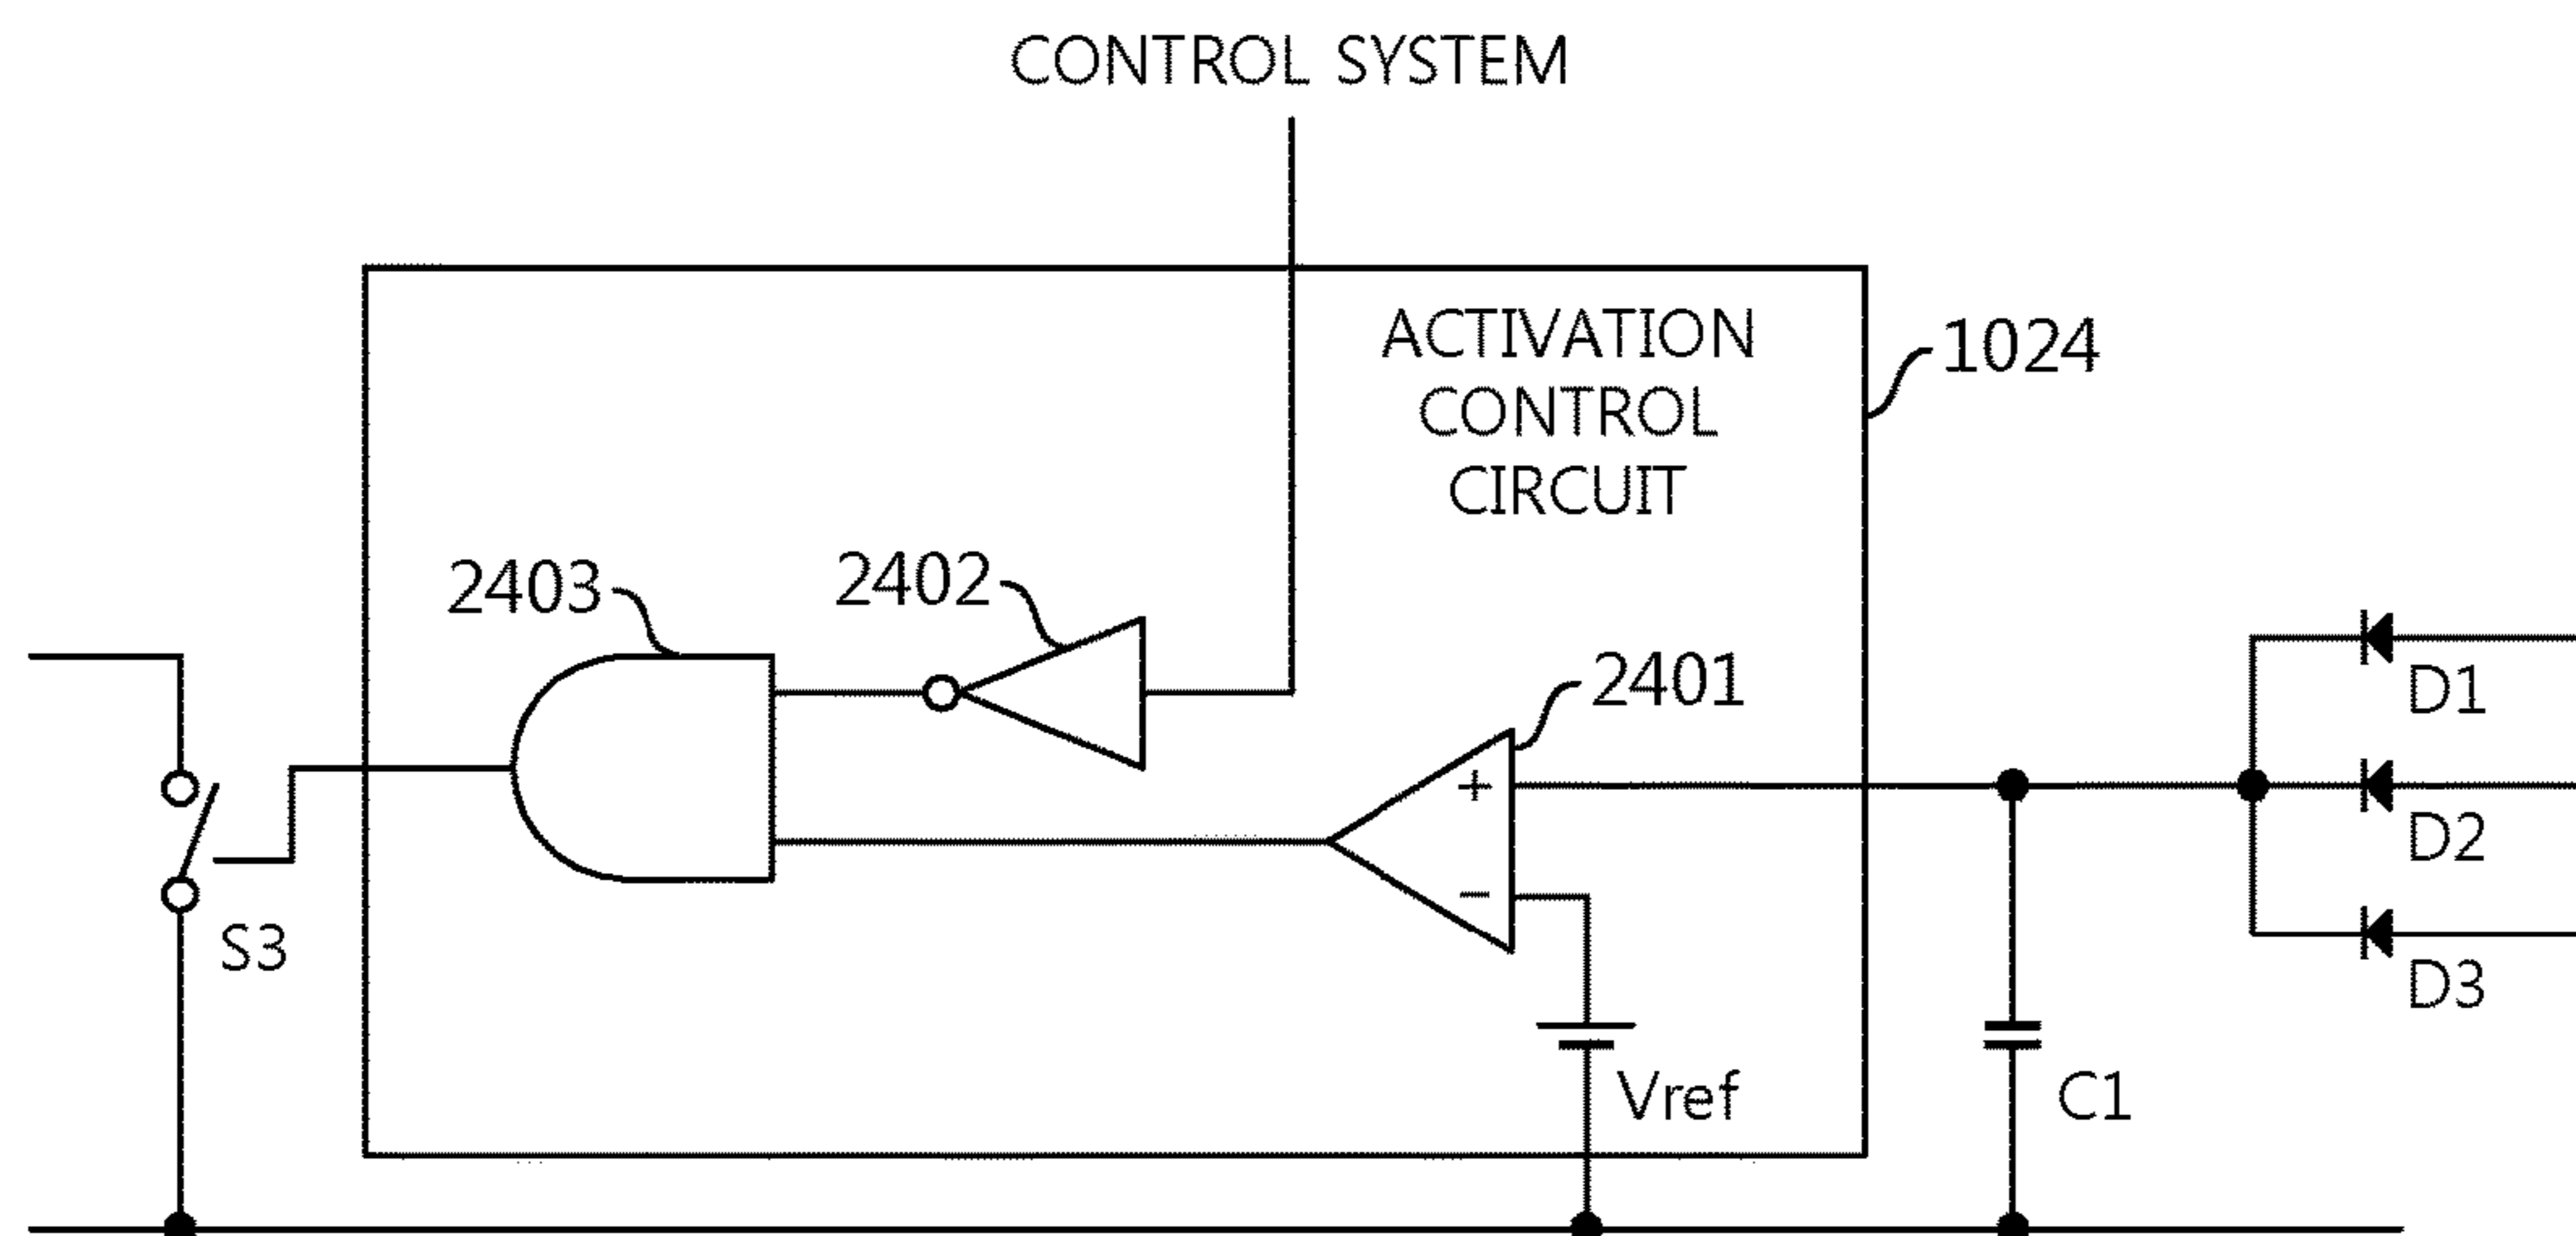 CONTROL SYSTEM
ACTIVATION
CONTROL
CIRCUIT
1024
2403
2402
2401
+
−
S3
Vref
C1
D1
D2
D3